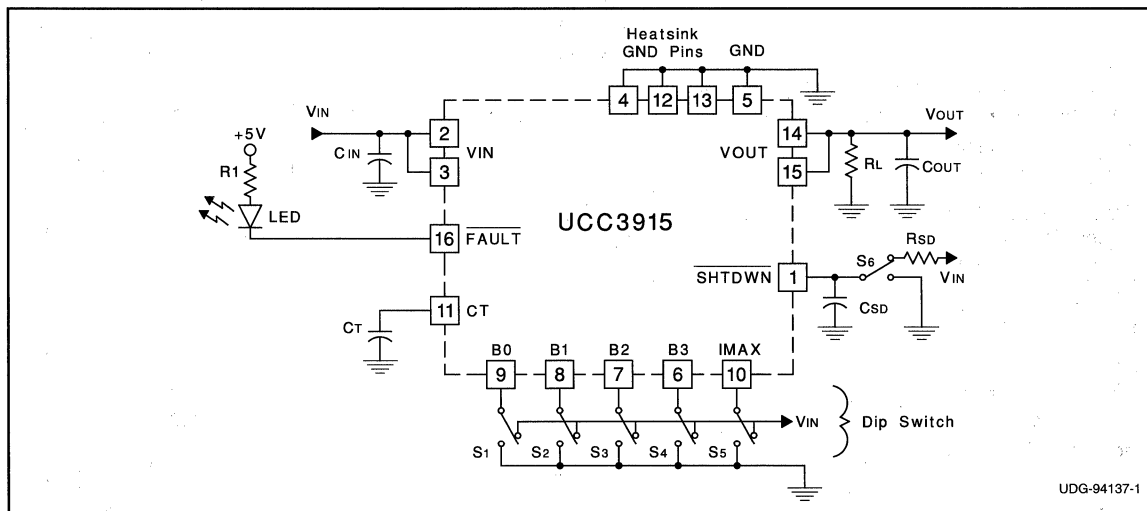 Heatsink
GND Pins GND
4 12 13 5
VIN
+5V
R1
LED
CIN
2
3
VIN
14
15
VOUT
VOUT
RL
COUT
UCC3915
16
FAULT
SHTDWN
1
S6
RSD
VIN
CSD
11
CT
CT
B0 B1 B2 B3 IMAX
9 8 7 6 10
VIN
Dip Switch
S1 S2 S3 S4 S5
UDG-94137-1